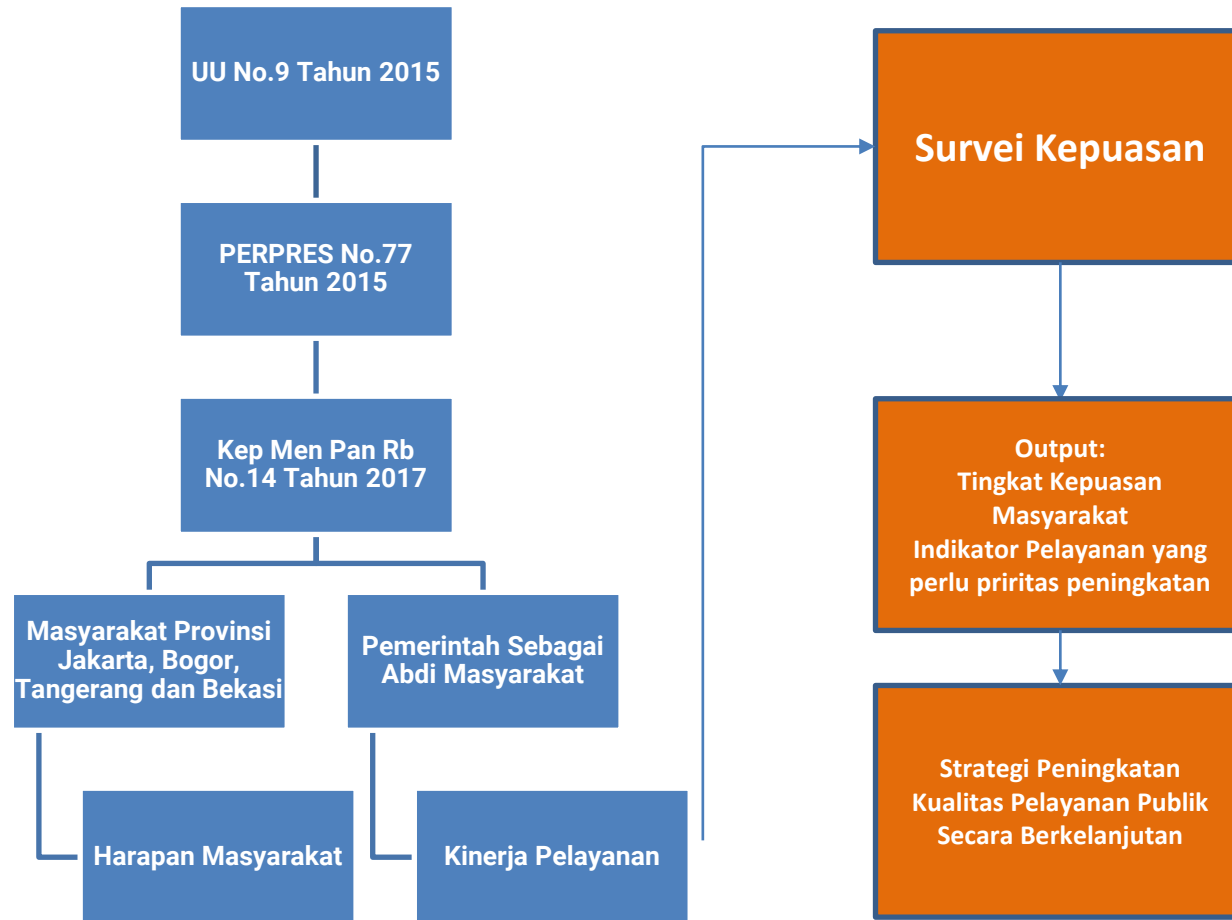 UU No.9 Tahun 2015
PERPRES No.77
Tahun 2015
Kep Men Pan Rb
No.14 Tahun 2017
Masyarakat Provinsi
Jakarta, Bogor,
Tangerang dan Bekasi
Pemerintah Sebagai
Abdi Masyarakat
Harapan Masyarakat
Kinerja Pelayanan
Survei Kepuasan
Output:
Tingkat Kepuasan
Masyarakat
Indikator Pelayanan yang
perlu priritas peningkatan
Strategi Peningkatan
Kualitas Pelayanan Publik
Secara Berkelanjutan